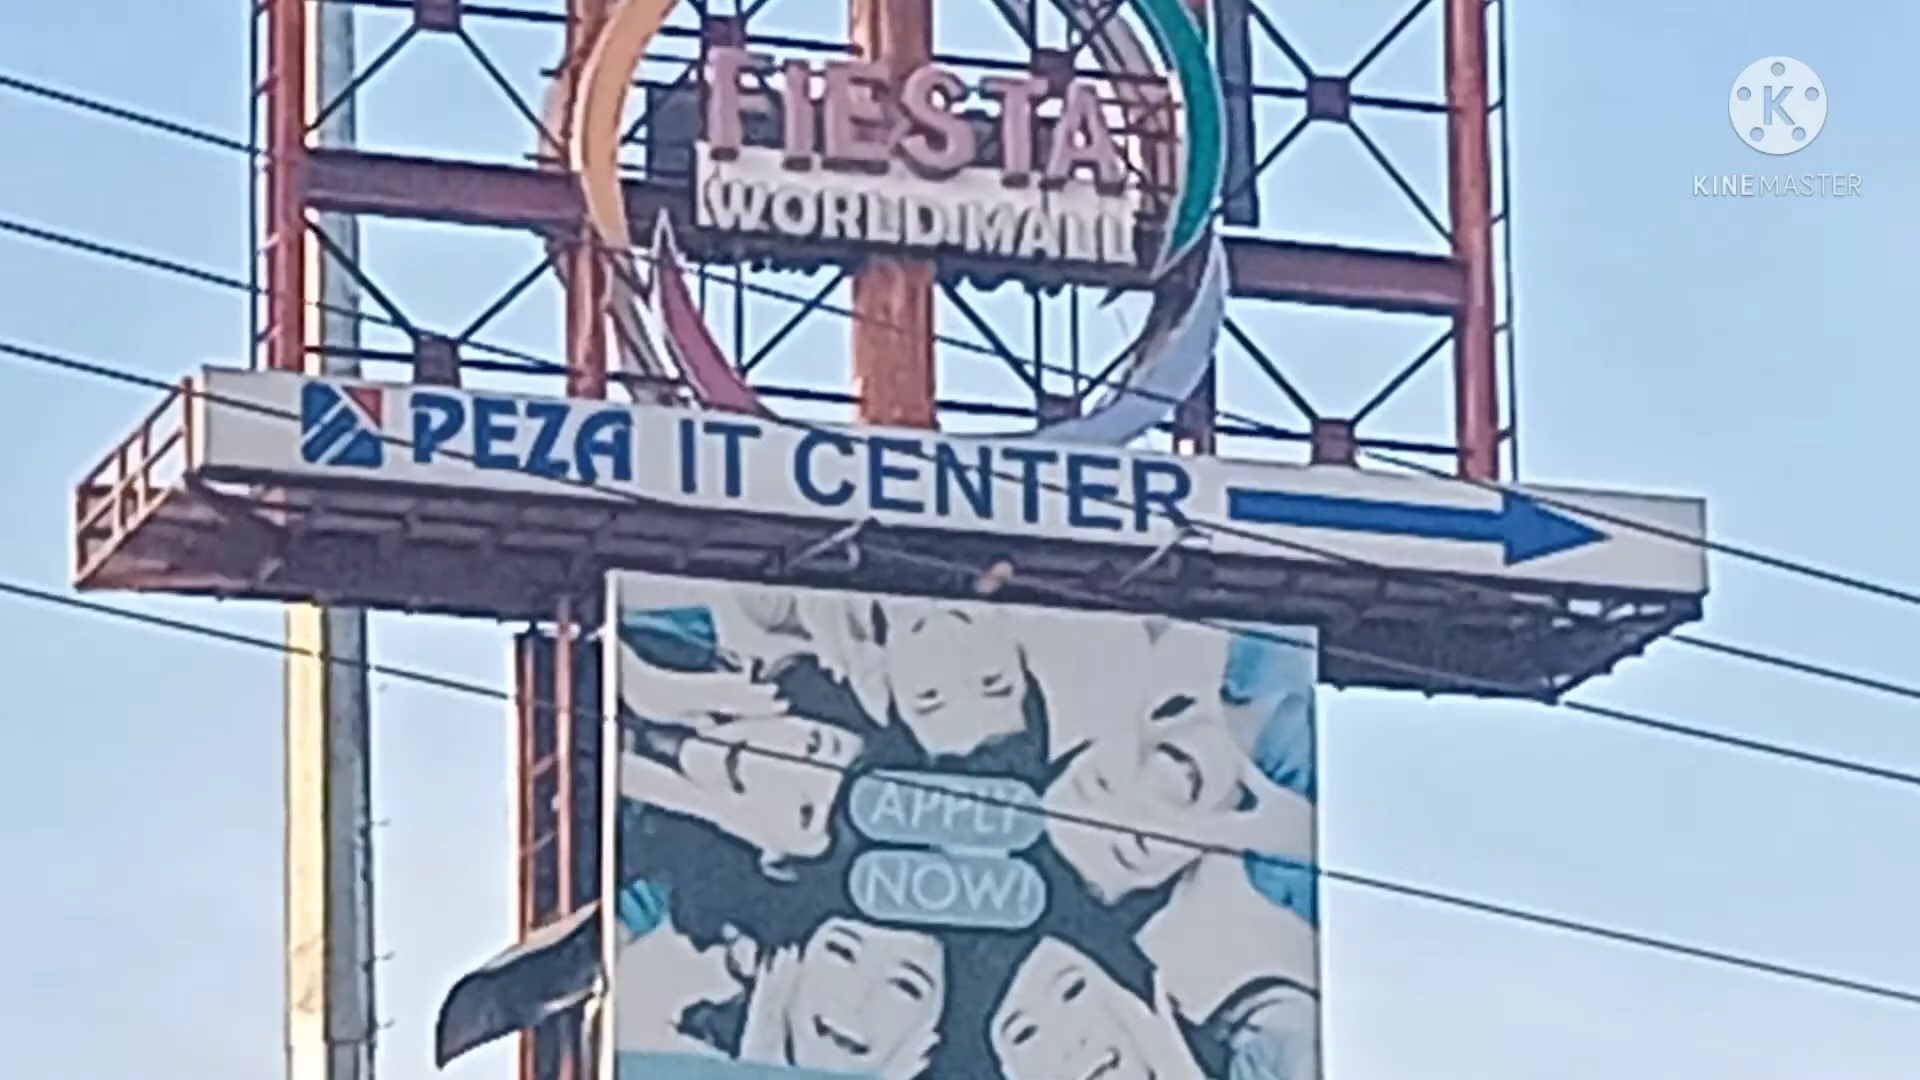 FIESTA
WORLD MALL
K
KINEMASTER
PEZA IT CENTER
APPLY
NOW!